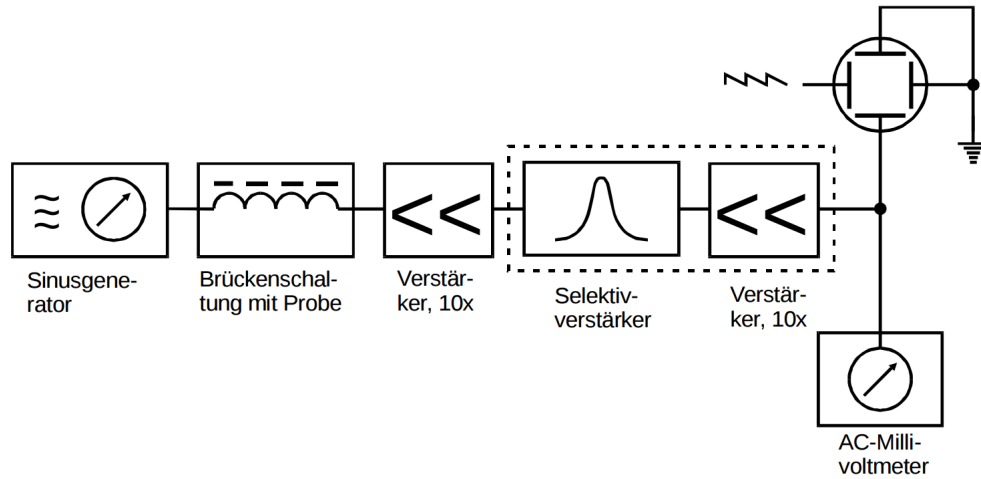 Sinusgene-
rator
Brückenschal-
tung mit Probe
Verstär-
ker, 10x
Selektiv-
verstärker
Verstär-
ker, 10x
AC-Milli-
voltmeter